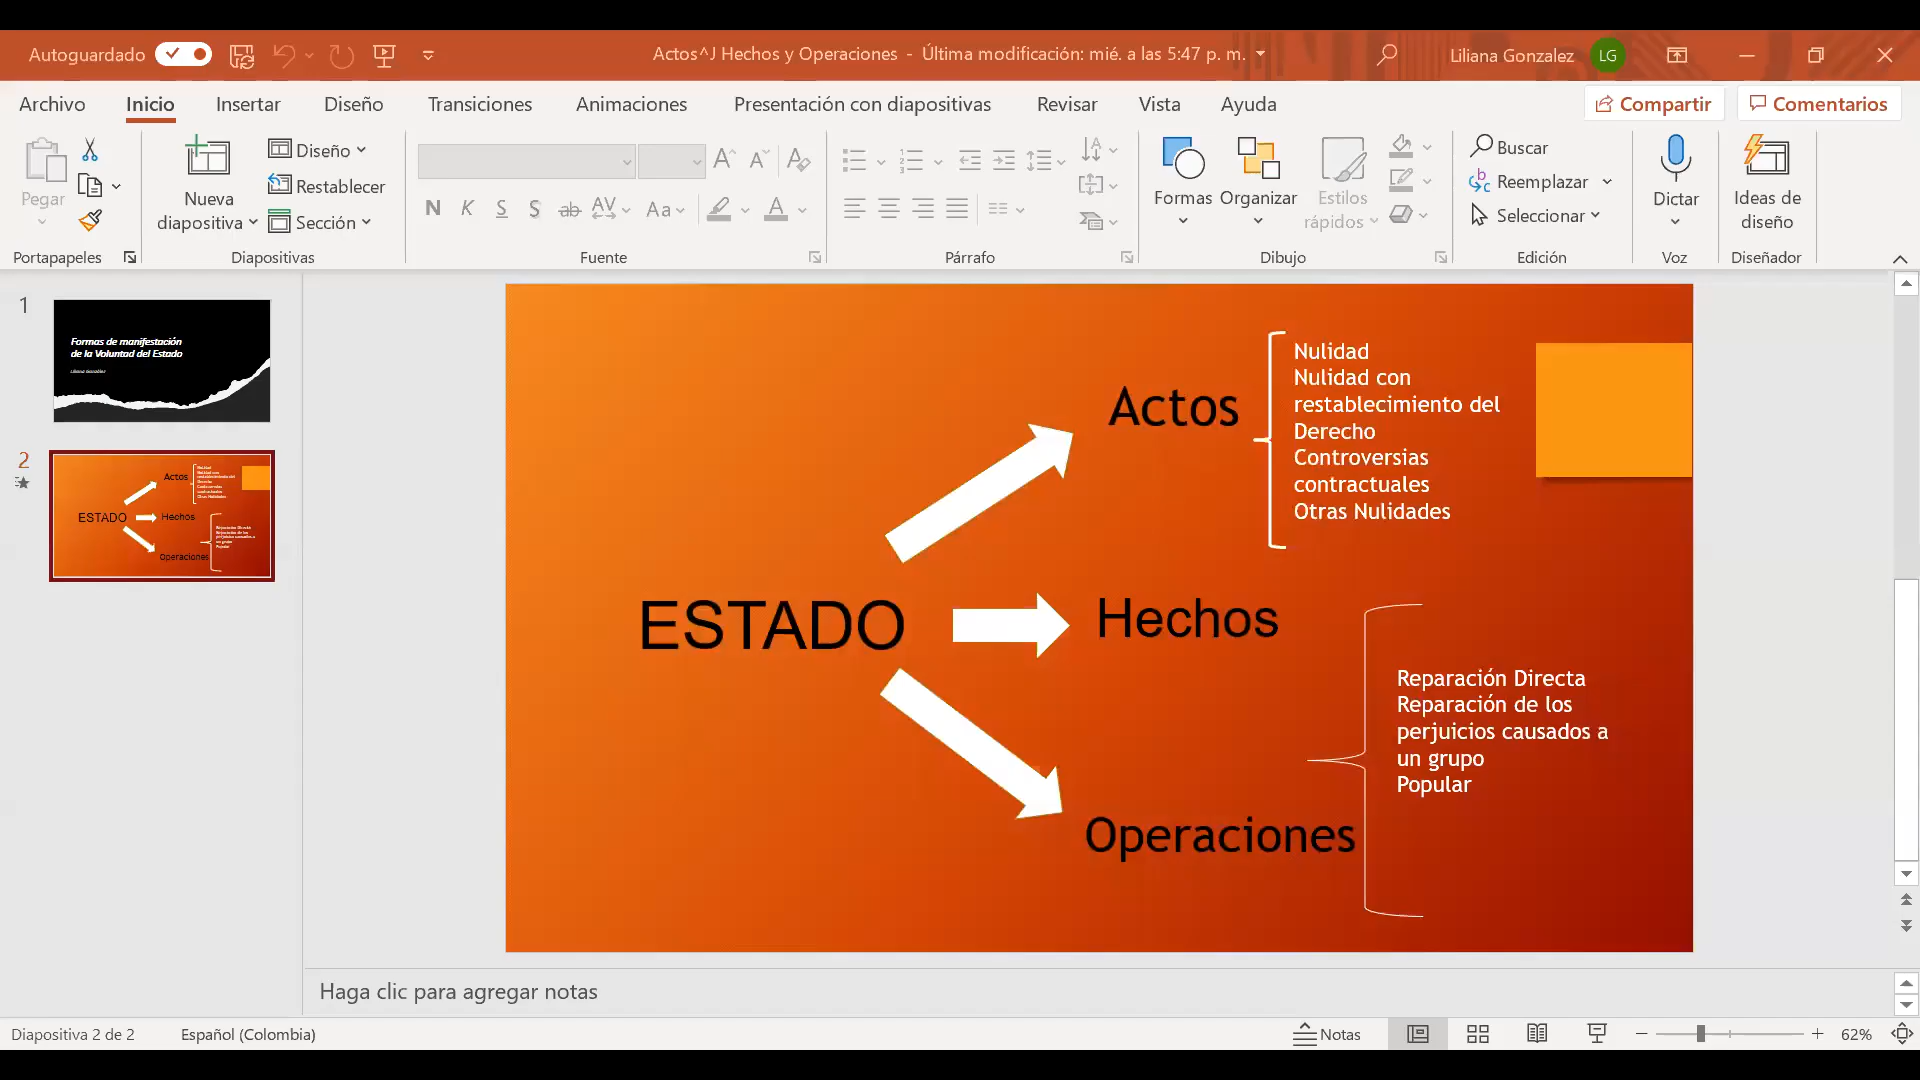 Autoguardado
Actos^J Hechos y Operaciones - Última modificación: mié. a las 5:47 p. m.
Liliana Gonzalez
LG
Archivo
Inicio
Insertar
Diseño
Transiciones
Animaciones
Presentación con diapositivas
Revisar
Vista
Ayuda
Compartir
Comentarios
Pegar
Nueva
diapositiva
Diseño
Restablecer
Sección
N K S S ab AV Aa A
Formas
Organizar
Estilos
rápidos
Buscar
Reemplazar
Seleccionar
Dictar
Ideas de
diseño
Portapapeles
Diapositivas
Fuente
Párrafo
Dibujo
Edición
Voz
Diseñador
1
Formas de manifestación
de la Voluntad del Estado
Liliana González
2
Actos
Nulidad
Nulidad con
restablecimiento del
Derecho
Controversias
contractuales
Otras Nulidades
ESTADO
Hechos
Reparación Directa
Reparación de los
perjuicios causados a
un grupo
Popular
Operaciones
Actos
Nulidad
Nulidad con
restablecimiento del
Derecho
Controversias
contractuales
Otras Nulidades
ESTADO
Hechos
Reparación Directa
Reparación de los
perjuicios causados a
un grupo
Popular
Operaciones
Haga clic para agregar notas
Diapositiva 2 de 2
Español (Colombia)
Notas
62%